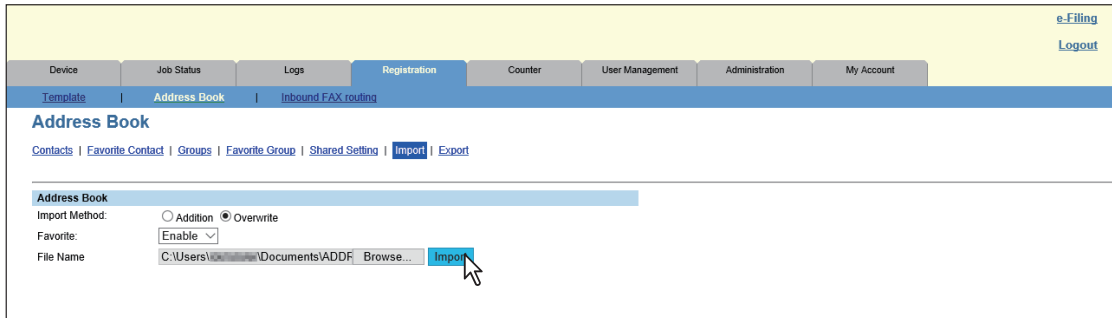 e-Filing
Logout
Device Job Status Logs Registration Counter User Management Administration My Account
Template | Address Book | Inbound FAX routing
Address Book
Contacts | Favorite Contact | Groups | Favorite Group | Shared Setting | Import | Export
Address Book
Import Method: Addition Overwrite
Favorite: Enable
File Name C:\Users\ \Documents\ADDR Browse... Import